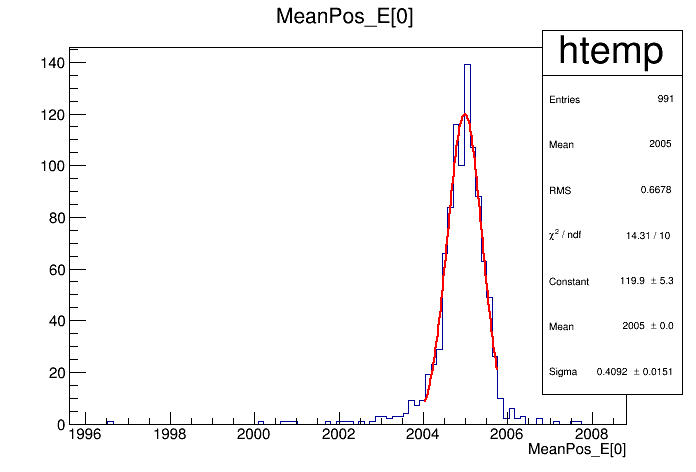 MeanPos_E[0]
htemp
Entries 991
Mean 2005
RMS 0.6678
χ² / ndf 14.31 / 10
Constant 119.9 ± 5.3
Mean 2005 ± 0.0
Sigma 0.4092 ± 0.0151
140
120
100
80
60
40
20
0
1996 1998 2000 2002 2004 2006 2008
MeanPos_E[0]